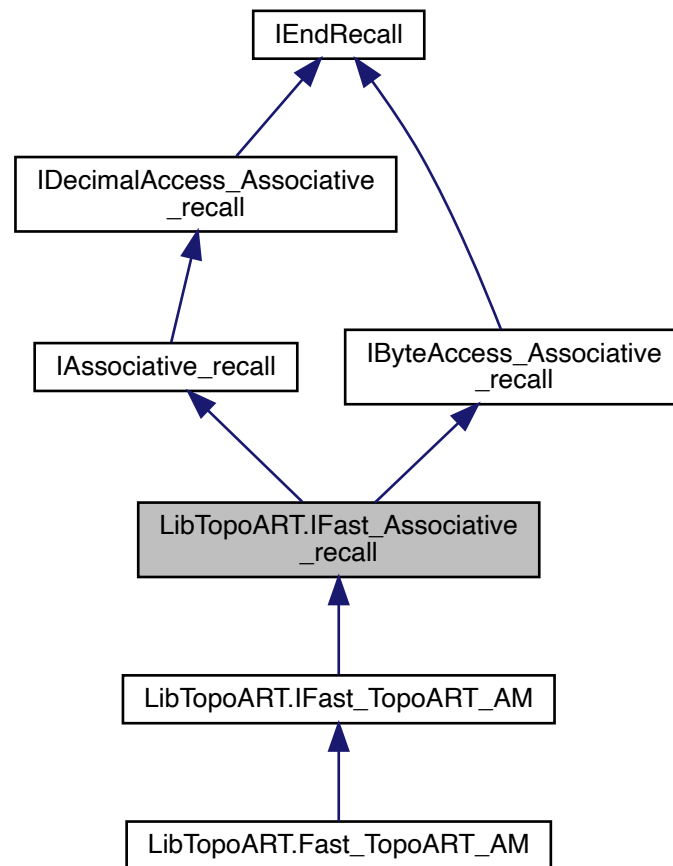 IEndRecall
IDecimalAccess_Associative
_recall
IAssociative_recall
IByteAccess_Associative
_recall
LibTopoART.IFast_Associative
_recall
LibTopoART.IFast_TopoART_AM
LibTopoART.Fast_TopoART_AM